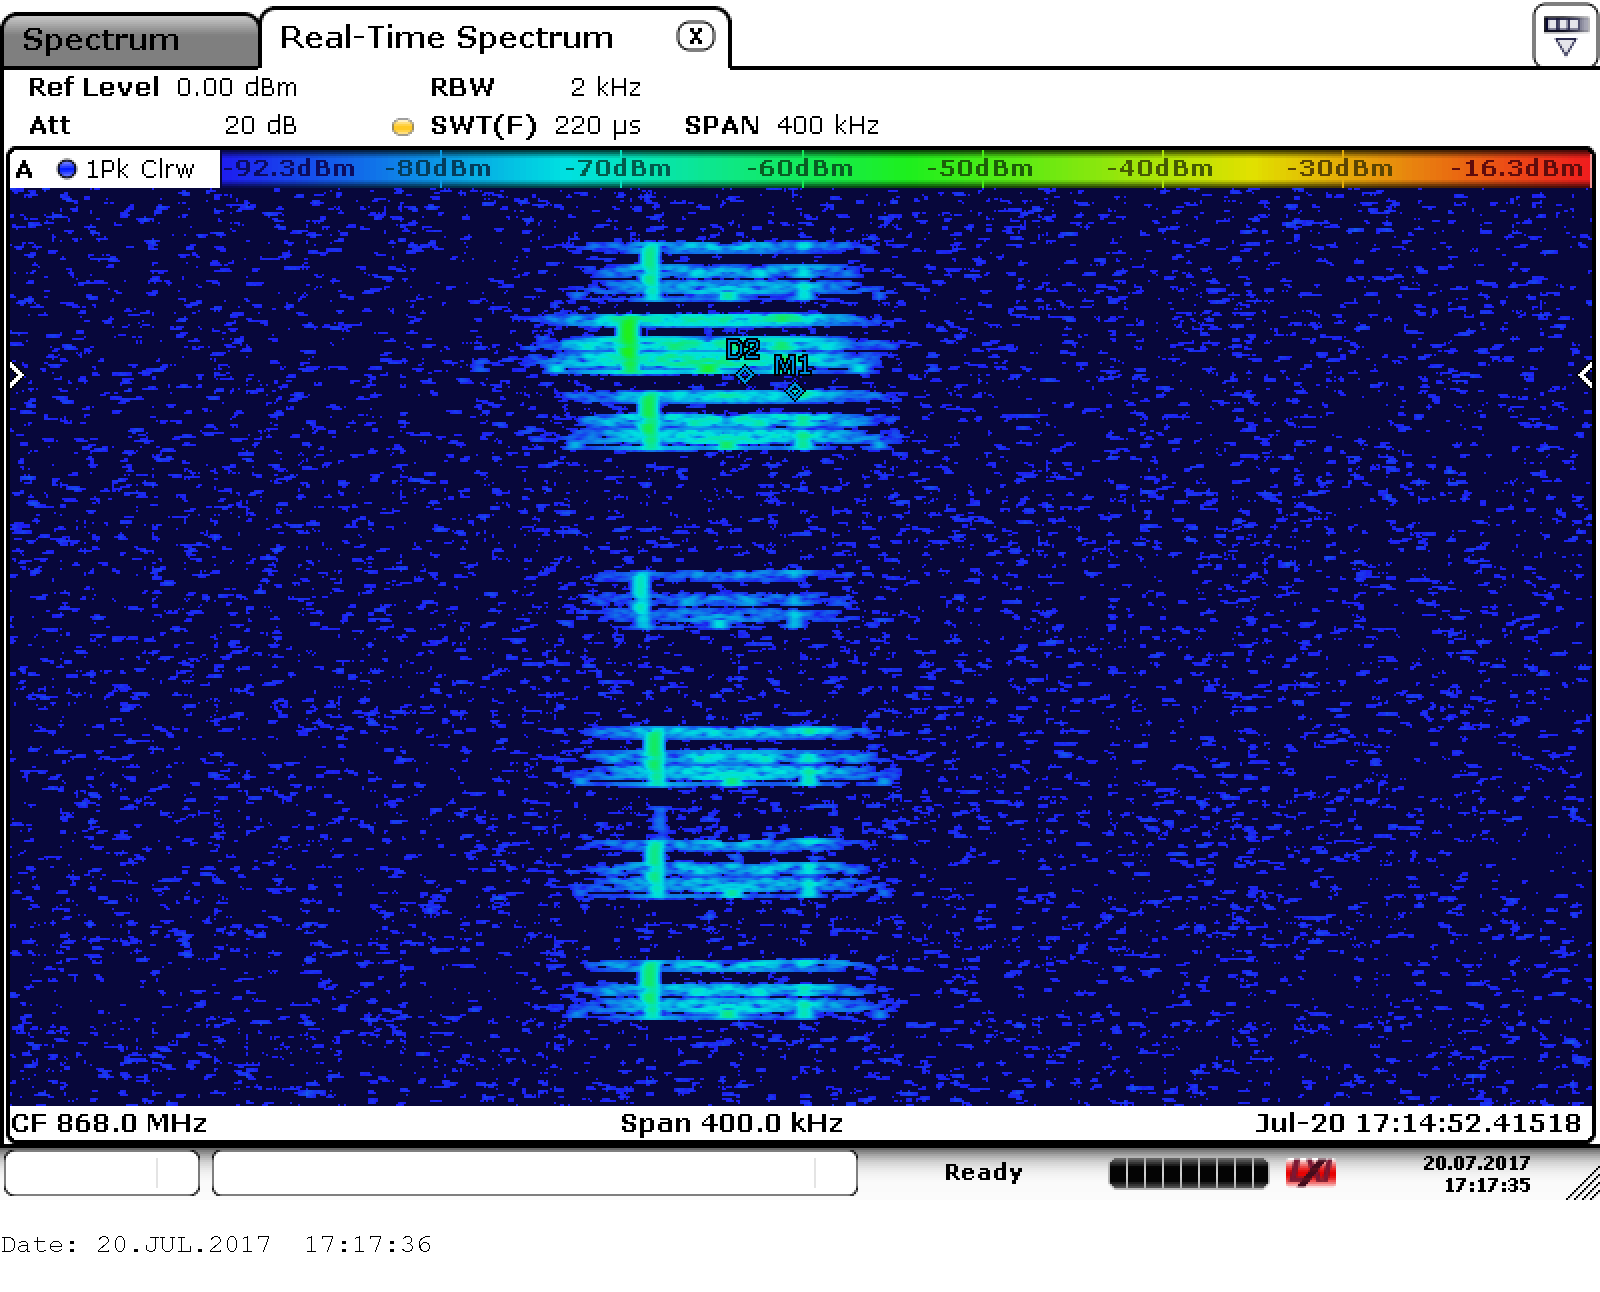 Spectrum Real-Time Spectrum X
Ref Level 0.00 dBm RBW 2 kHz
Att 20 dB SWT(F) 220 µs SPAN 400 kHz
A 1Pk Clrw -92.3dBm -80dBm -70dBm -60dBm -50dBm -40dBm -30dBm -16.3dBm
D2
M1
CF 868.0 MHz Span 400.0 kHz Jul-20 17:14:52.41518
Ready LXI 20.07.2017
17:17:35
Date: 20.JUL.2017 17:17:36